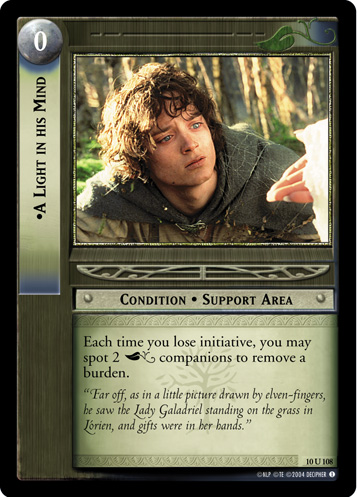 0
•A Light in his Mind
Condition • Support Area
Each time you lose initiative, you may
spot 2 companions to remove a
burden.
"Far off, as in a little picture drawn by elven-fingers,
he saw the Lady Galadriel standing on the grass in
Lórien, and gifts were in her hands."
10 U 108
©NLP ©TE ©2004 DECIPHER